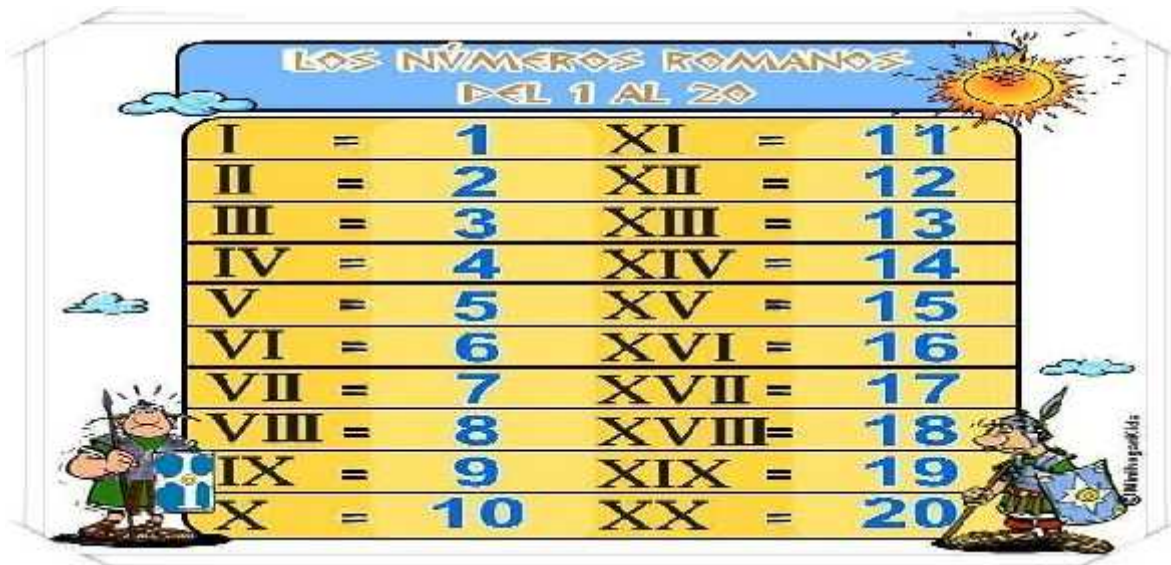 LOS NÚMEROS ROMANOS
DEL 1 AL 20
I = 1 XI = 11
II = 2 XII = 12
III = 3 XIII = 13
IV = 4 XIV = 14
V = 5 XV = 15
VI = 6 XVI = 16
VII = 7 XVII = 17
VIII = 8 XVIII = 18
IX = 9 XIX = 19
X = 10 XX = 20